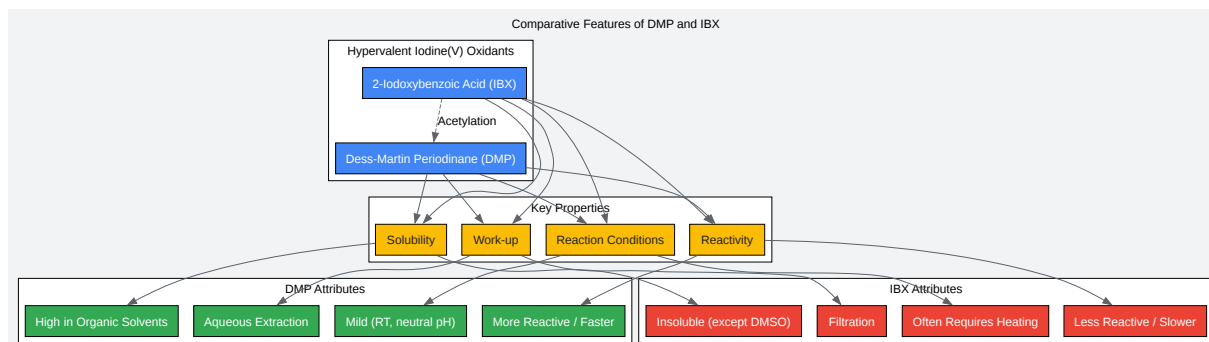 Comparative Features of DMP and IBX
Hypervalent Iodine(V) Oxidants
2-Iodoxybenzoic Acid (IBX)
Acetylation
Dess-Martin Periodinane (DMP)
Key Properties
Solubility
Work-up
Reaction Conditions
Reactivity
DMP Attributes
IBX Attributes
High in Organic Solvents
Aqueous Extraction
Mild (RT, neutral pH)
More Reactive / Faster
Insoluble (except DMSO)
Filtration
Often Requires Heating
Less Reactive / Slower